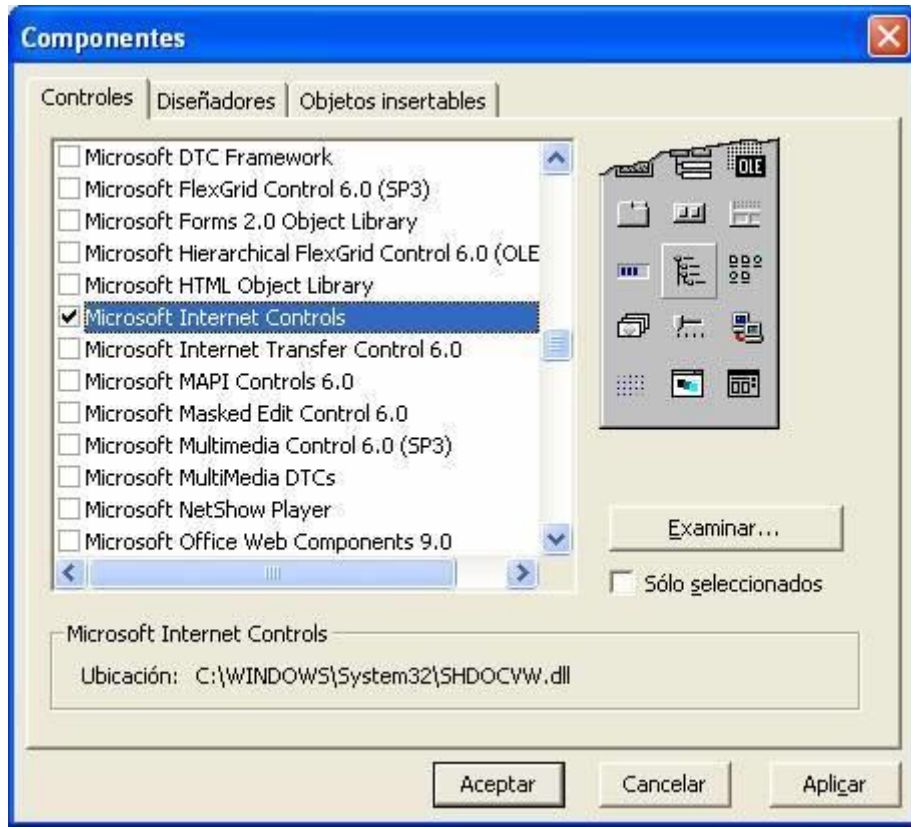 Componentes
Controles
Diseñadores
Objetos insertables
Microsoft DTC Framework
Microsoft FlexGrid Control 6.0 (SP3)
Microsoft Forms 2.0 Object Library
Microsoft Hierarchical FlexGrid Control 6.0 (OLE
Microsoft HTML Object Library
Microsoft Internet Controls
Microsoft Internet Transfer Control 6.0
Microsoft MAPI Controls 6.0
Microsoft Masked Edit Control 6.0
Microsoft Multimedia Control 6.0 (SP3)
Microsoft MultiMedia DTCs
Microsoft NetShow Player
Microsoft Office Web Components 9.0
OLE
Examinar...
Sólo seleccionados
Microsoft Internet Controls
Ubicación: C:\WINDOWS\System32\SHDOCVW.dll
Aceptar
Cancelar
Aplicar